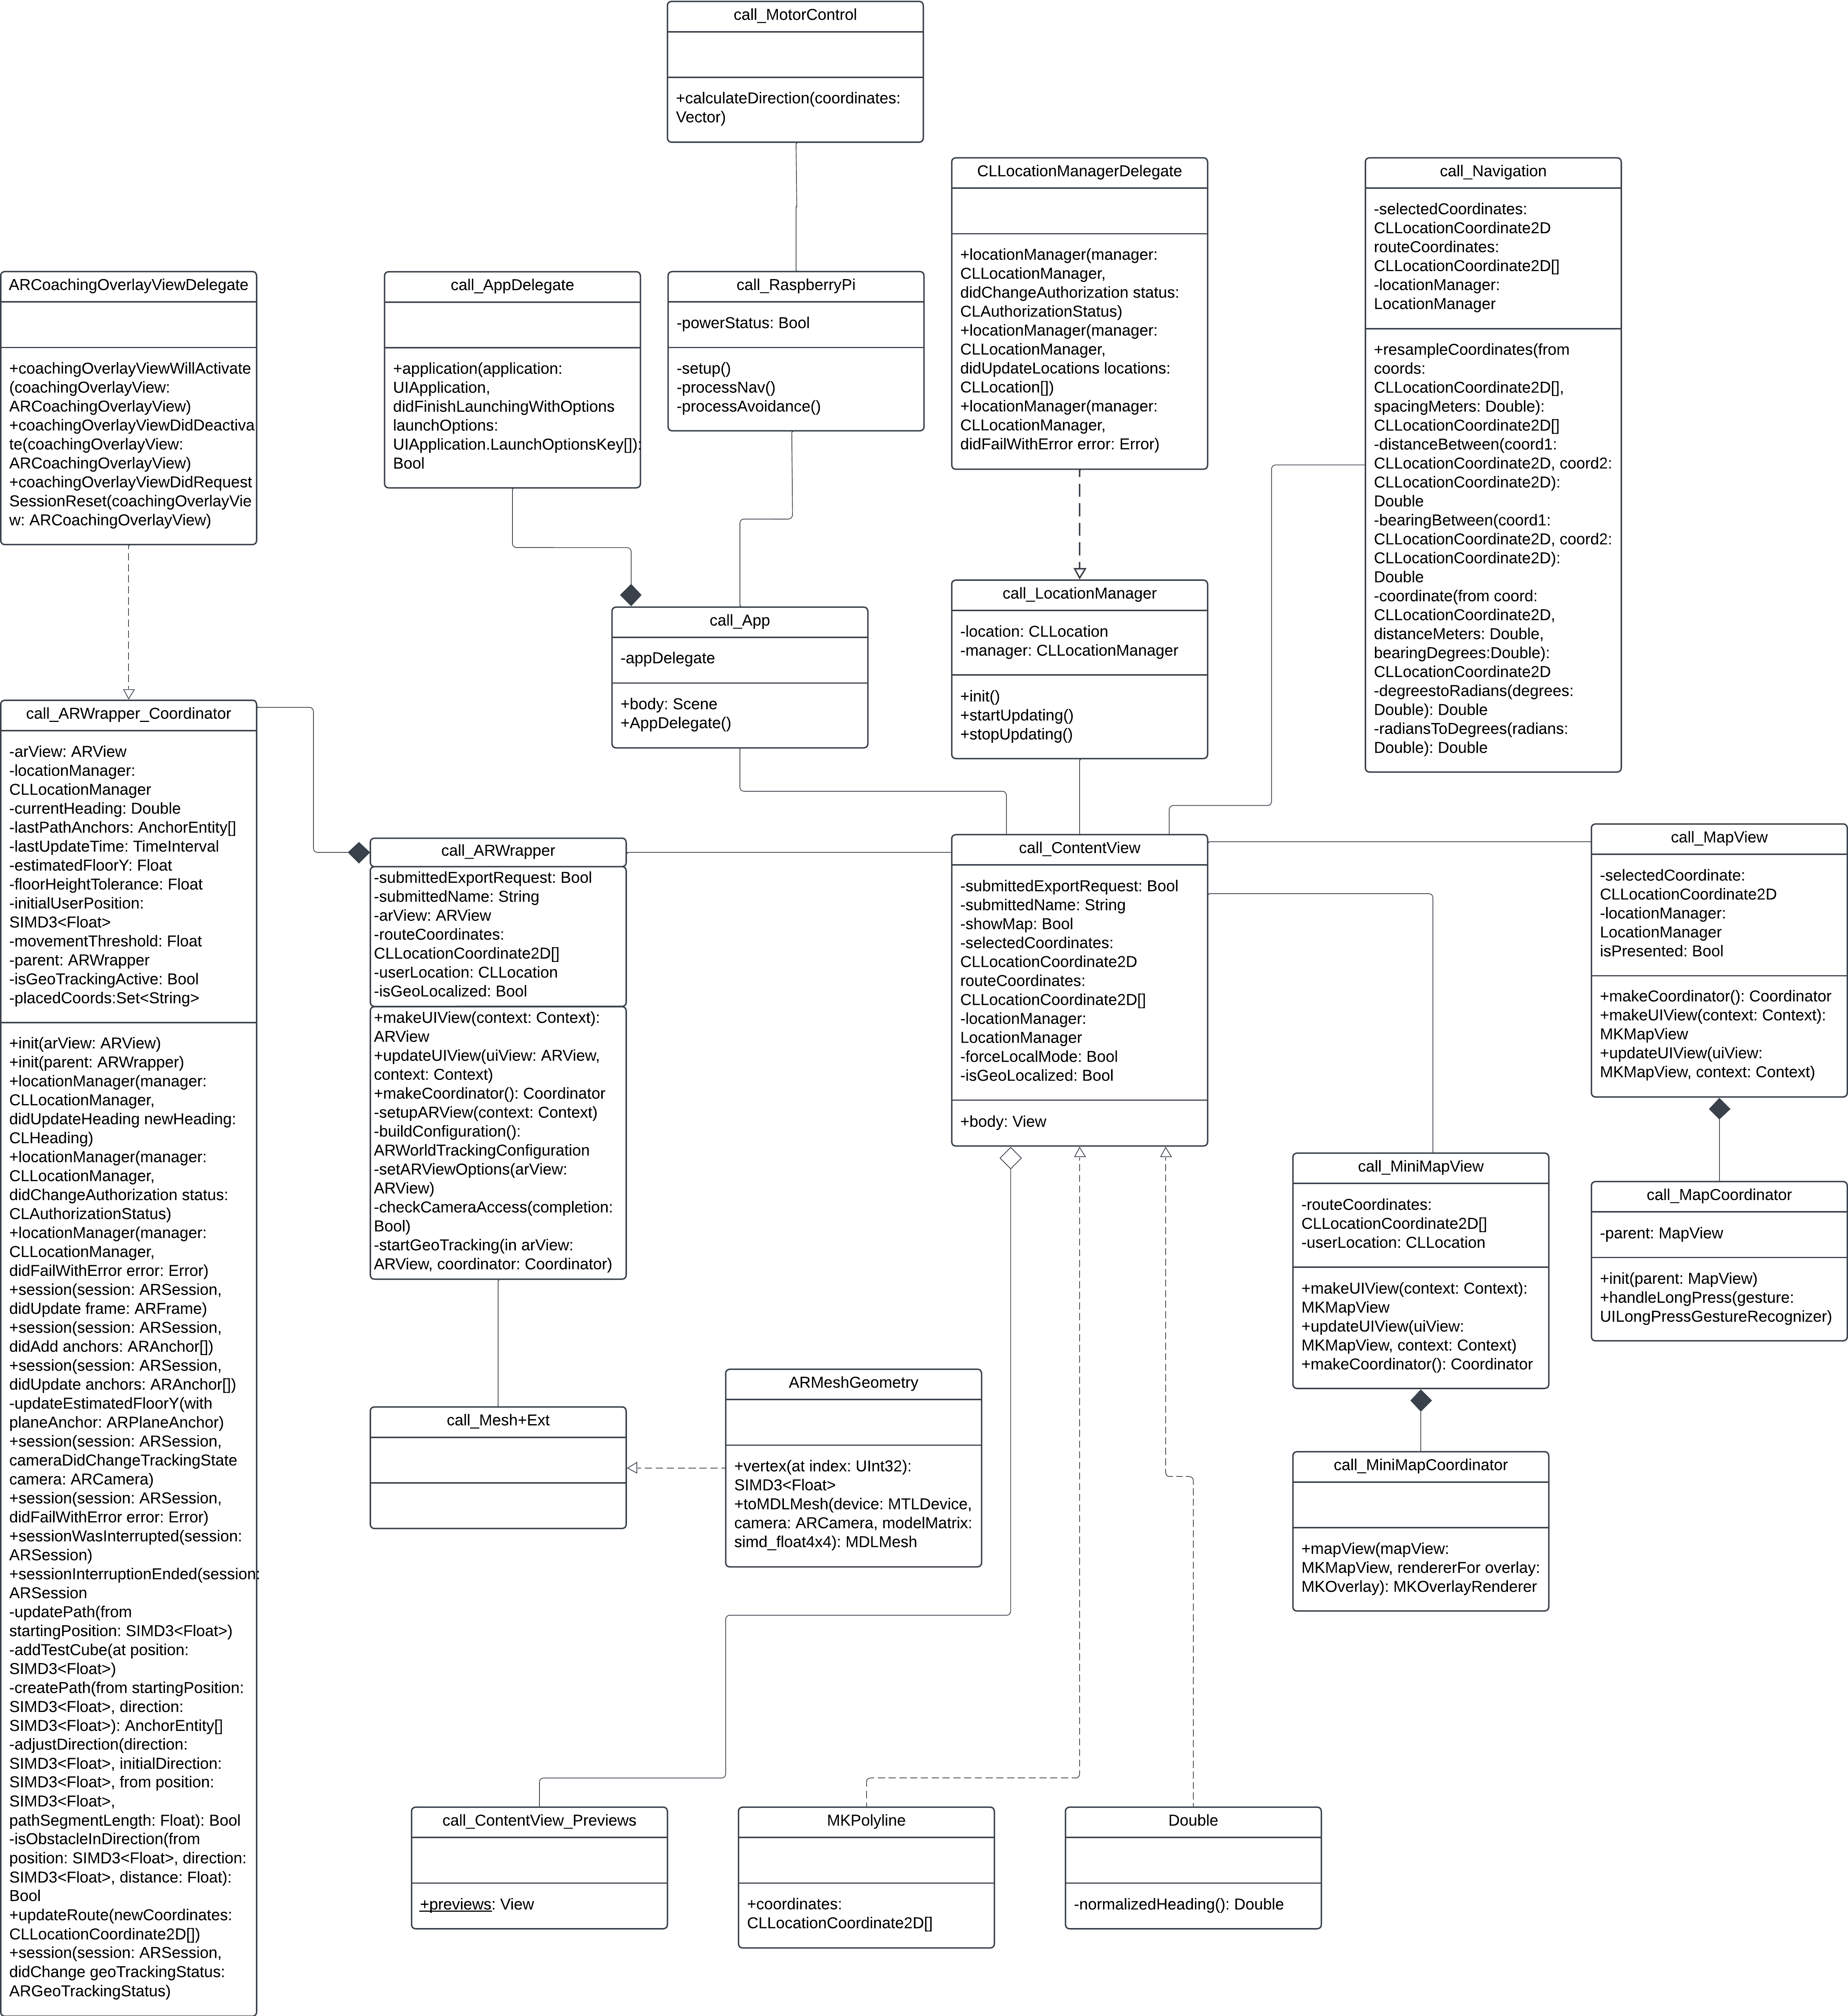 call_MotorControl
+calculateDirection(coordinates:
Vector)
CLLocationManagerDelegate
+locationManager(manager:
CLLocationManager,
didChangeAuthorization status:
CLAuthorizationStatus)
+locationManager(manager:
CLLocationManager,
didUpdateLocations locations:
CLLocation[])
+locationManager(manager:
CLLocationManager,
didFailWithError error: Error)
call_Navigation
-selectedCoordinates:
CLLocationCoordinate2D
routeCoordinates:
CLLocationCoordinate2D[]
-locationManager:
LocationManager
+resampleCoordinates(from
coords:
CLLocationCoordinate2D[],
spacingMeters: Double):
CLLocationCoordinate2D[]
-distanceBetween(coord1:
CLLocationCoordinate2D, coord2:
CLLocationCoordinate2D):
Double
-bearingBetween(coord1:
CLLocationCoordinate2D, coord2:
CLLocationCoordinate2D):
Double
-coordinate(from coord:
CLLocationCoordinate2D,
distanceMeters: Double,
bearingDegrees:Double):
CLLocationCoordinate2D
-degreestoRadians(degrees:
Double): Double
-radiansToDegrees(radians:
Double): Double
ARCoachingOverlayViewDelegate
+coachingOverlayViewWillActivate
(coachingOverlayView:
ARCoachingOverlayView)
+coachingOverlayViewDidDeactiva
te(coachingOverlayView:
ARCoachingOverlayView)
+coachingOverlayViewDidRequest
SessionReset(coachingOverlayVie
w: ARCoachingOverlayView)
call_AppDelegate
+application(application:
UIApplication,
didFinishLaunchingWithOptions
launchOptions:
UIApplication.LaunchOptionsKey[]):
Bool
call_RaspberryPi
-powerStatus: Bool
-setup()
-processNav()
-processAvoidance()
call_App
-appDelegate
+body: Scene
+AppDelegate()
call_LocationManager
-location: CLLocation
-manager: CLLocationManager
+init()
+startUpdating()
+stopUpdating()
call_ARWrapper_Coordinator
-arView: ARView
-locationManager:
CLLocationManager
-currentHeading: Double
-lastPathAnchors: AnchorEntity[]
-lastUpdateTime: TimeInterval
-estimatedFloorY: Float
-floorHeightTolerance: Float
-initialUserPosition:
SIMD3<Float>
-movementThreshold: Float
-parent: ARWrapper
-isGeoTrackingActive: Bool
-placedCoords:Set<String>
+init(arView: ARView)
+init(parent: ARWrapper)
+locationManager(manager:
CLLocationManager,
didUpdateHeading newHeading:
CLHeading)
+locationManager(manager:
CLLocationManager,
didChangeAuthorization status:
CLAuthorizationStatus)
+locationManager(manager:
CLLocationManager,
didFailWithError error: Error)
+session(session: ARSession,
didUpdate frame: ARFrame)
+session(session: ARSession,
didAdd anchors: ARAnchor[])
+session(session: ARSession,
didUpdate anchors: ARAnchor[])
-updateEstimatedFloorY(with
planeAnchor: ARPlaneAnchor)
+session(session: ARSession,
cameraDidChangeTrackingState
camera: ARCamera)
+session(session: ARSession,
didFailWithError error: Error)
+sessionWasInterrupted(session:
ARSession)
+sessionInterruptionEnded(session:
ARSession
-updatePath(from
startingPosition: SIMD3<Float>)
-addTestCube(at position:
SIMD3<Float>)
-createPath(from startingPosition:
SIMD3<Float>, direction:
SIMD3<Float>): AnchorEntity[]
-adjustDirection(direction:
SIMD3<Float>, initialDirection:
SIMD3<Float>, from position:
SIMD3<Float>,
pathSegmentLength: Float): Bool
-isObstacleInDirection(from
position: SIMD3<Float>, direction:
SIMD3<Float>, distance: Float):
Bool
+updateRoute(newCoordinates:
CLLocationCoordinate2D[])
+session(session: ARSession,
didChange geoTrackingStatus:
ARGeoTrackingStatus)
call_ARWrapper
-submittedExportRequest: Bool
-submittedName: String
-arView: ARView
-routeCoordinates:
CLLocationCoordinate2D[]
-userLocation: CLLocation
-isGeoLocalized: Bool
+makeUIView(context: Context):
ARView
+updateUIView(uiView: ARView,
context: Context)
+makeCoordinator(): Coordinator
-setupARView(context: Context)
-buildConfiguration():
ARWorldTrackingConfiguration
-setARViewOptions(arView:
ARView)
-checkCameraAccess(completion:
Bool)
-startGeoTracking(in arView:
ARView, coordinator: Coordinator)
call_ContentView
-submittedExportRequest: Bool
-submittedName: String
-showMap: Bool
-selectedCoordinates:
CLLocationCoordinate2D
routeCoordinates:
CLLocationCoordinate2D[]
-locationManager:
LocationManager
-forceLocalMode: Bool
-isGeoLocalized: Bool
+body: View
call_MapView
-selectedCoordinate:
CLLocationCoordinate2D
-locationManager:
LocationManager
isPresented: Bool
+makeCoordinator(): Coordinator
+makeUIView(context: Context):
MKMapView
+updateUIView(uiView:
MKMapView, context: Context)
call_MiniMapView
-routeCoordinates:
CLLocationCoordinate2D[]
-userLocation: CLLocation
+makeUIView(context: Context):
MKMapView
+updateUIView(uiView:
MKMapView, context: Context)
+makeCoordinator(): Coordinator
call_MapCoordinator
-parent: MapView
+init(parent: MapView)
+handleLongPress(gesture:
UILongPressGestureRecognizer)
call_Mesh+Ext
ARMeshGeometry
+vertex(at index: UInt32):
SIMD3<Float>
+toMDLMesh(device: MTLDevice,
camera: ARCamera, modelMatrix:
simd_float4x4): MDLMesh
call_MiniMapCoordinator
+mapView(mapView:
MKMapView, rendererFor overlay:
MKOverlay): MKOverlayRenderer
call_ContentView_Previews
+previews: View
MKPolyline
+coordinates:
CLLocationCoordinate2D[]
Double
-normalizedHeading(): Double